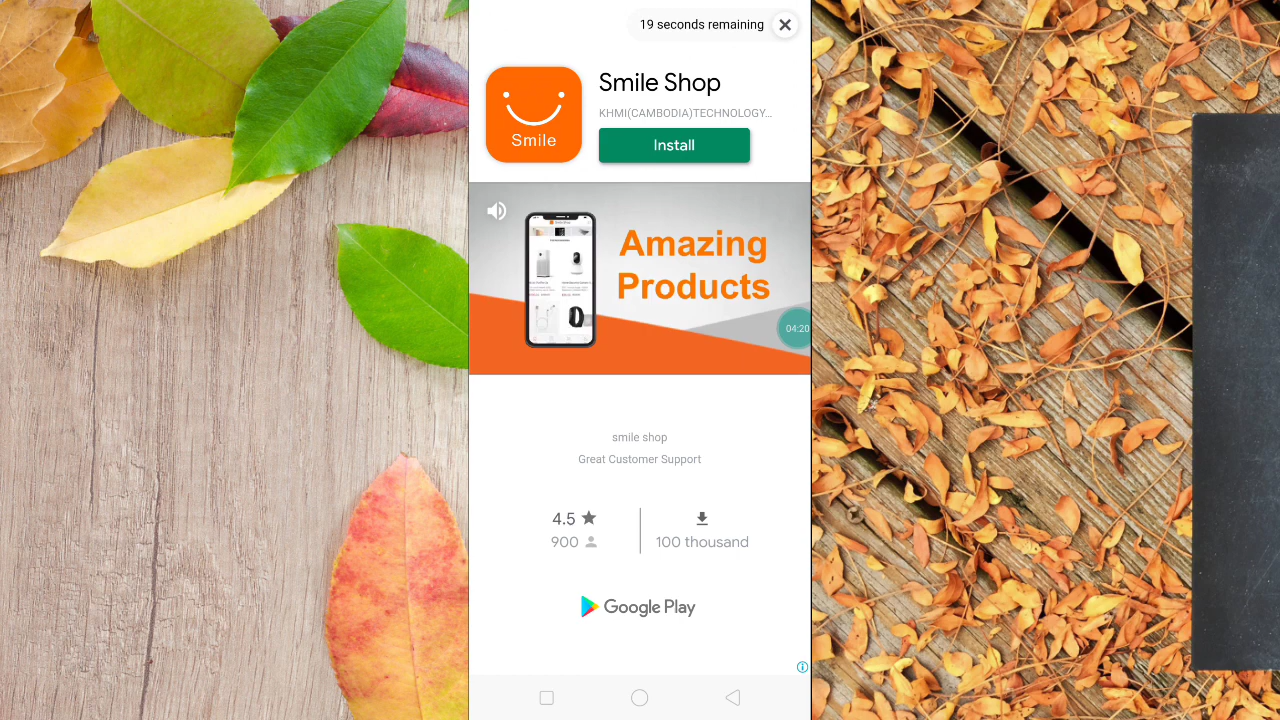 19 seconds remaining
Smile Shop
KHMI(CAMBODIA)TECHNOLOGY...
Smile
Install
Amazing
Products
04:20
smile shop
Great Customer Support
4.5
900
100 thousand
Google Play